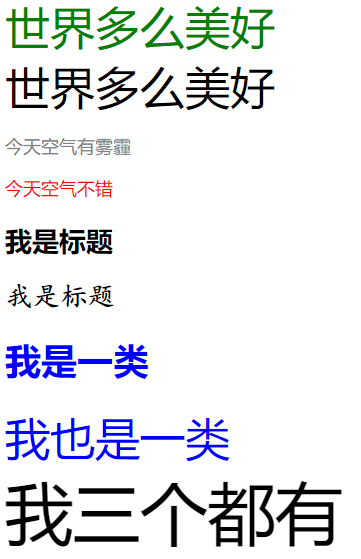 世界多么美好
世界多么美好
今天空气有雾霾
今天空气不错
我是标题
我是标题
我是一类
我也是一类
我三个都有